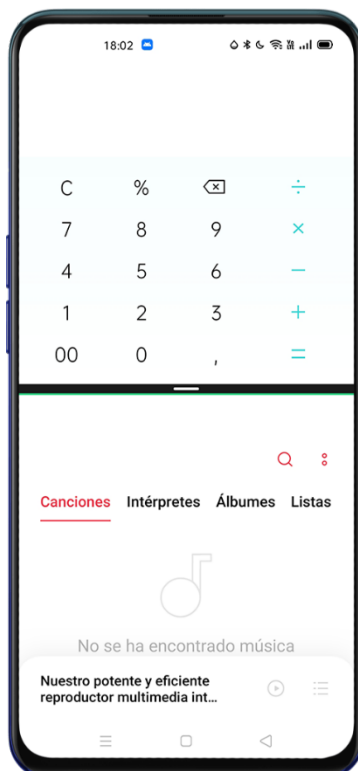 18:02
C % ÷
7 8 9 ×
4 5 6 −
1 2 3 +
00 0 , =
Canciones Intérpretes Álbumes Listas
No se ha encontrado música
Nuestro potente y eficiente
reproductor multimedia int...